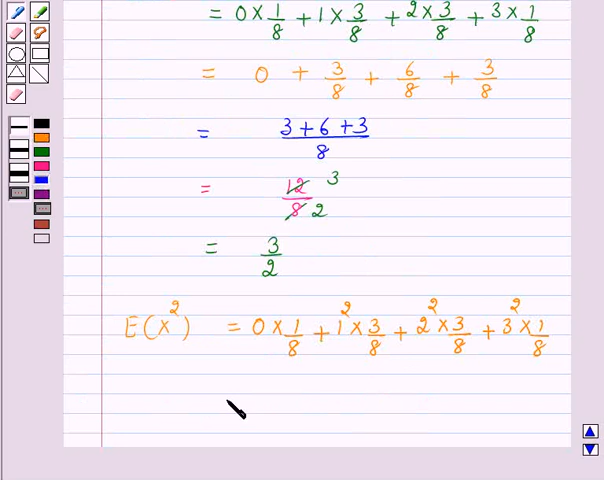 = 0 × 1/8 + 1 × 3/8 + 2 × 3/8 + 3 × 1/8
= 0 + 3/8 + 6/8 + 3/8
= 3 + 6 + 3 / 8
= 12/8 3 2
= 3/2
E(x²) = 0 × 1/8 + 1² × 3/8 + 2² × 3/8 + 3² × 1/8